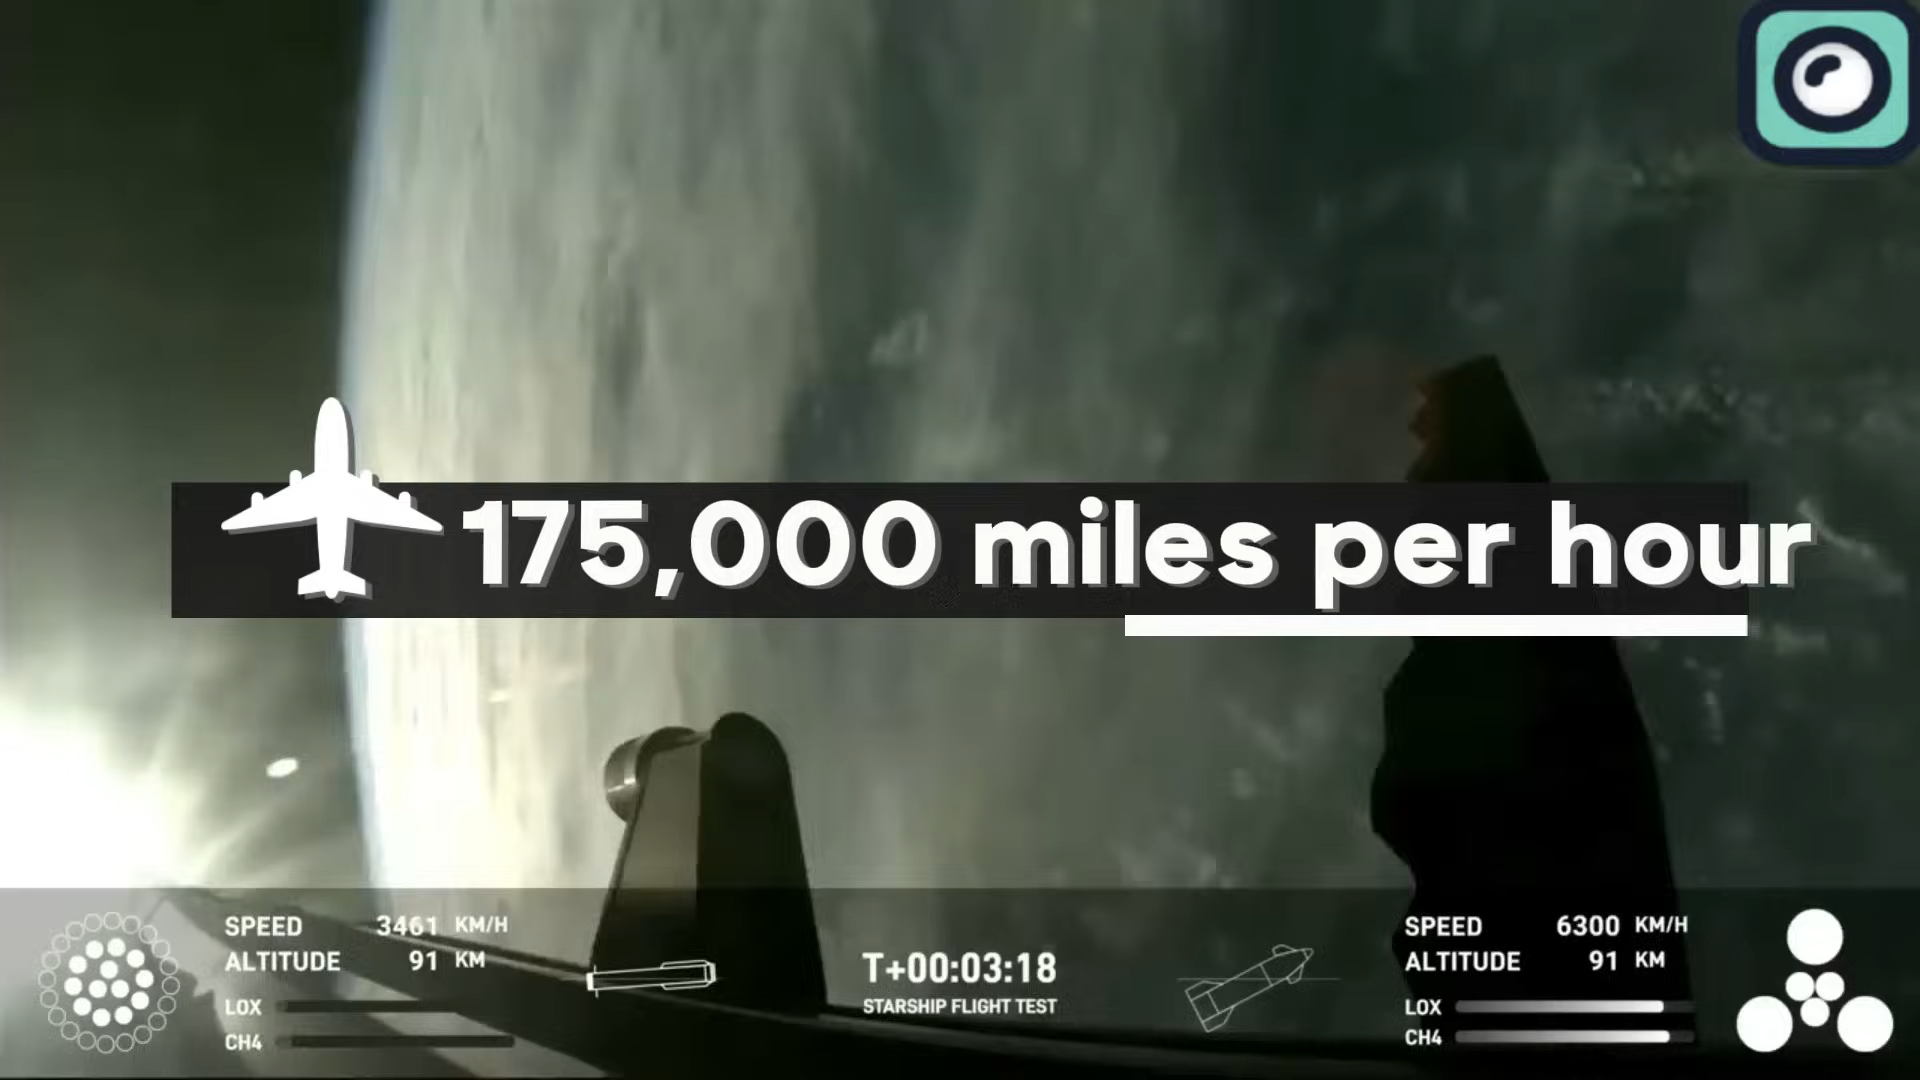 175,000 miles per hour
SPEED 3461 KM/H
ALTITUDE 91 KM
LOX
CH4
T+00:03:18
STARSHIP FLIGHT TEST
SPEED 6300 KM/H
ALTITUDE 91 KM
LOX
CH4